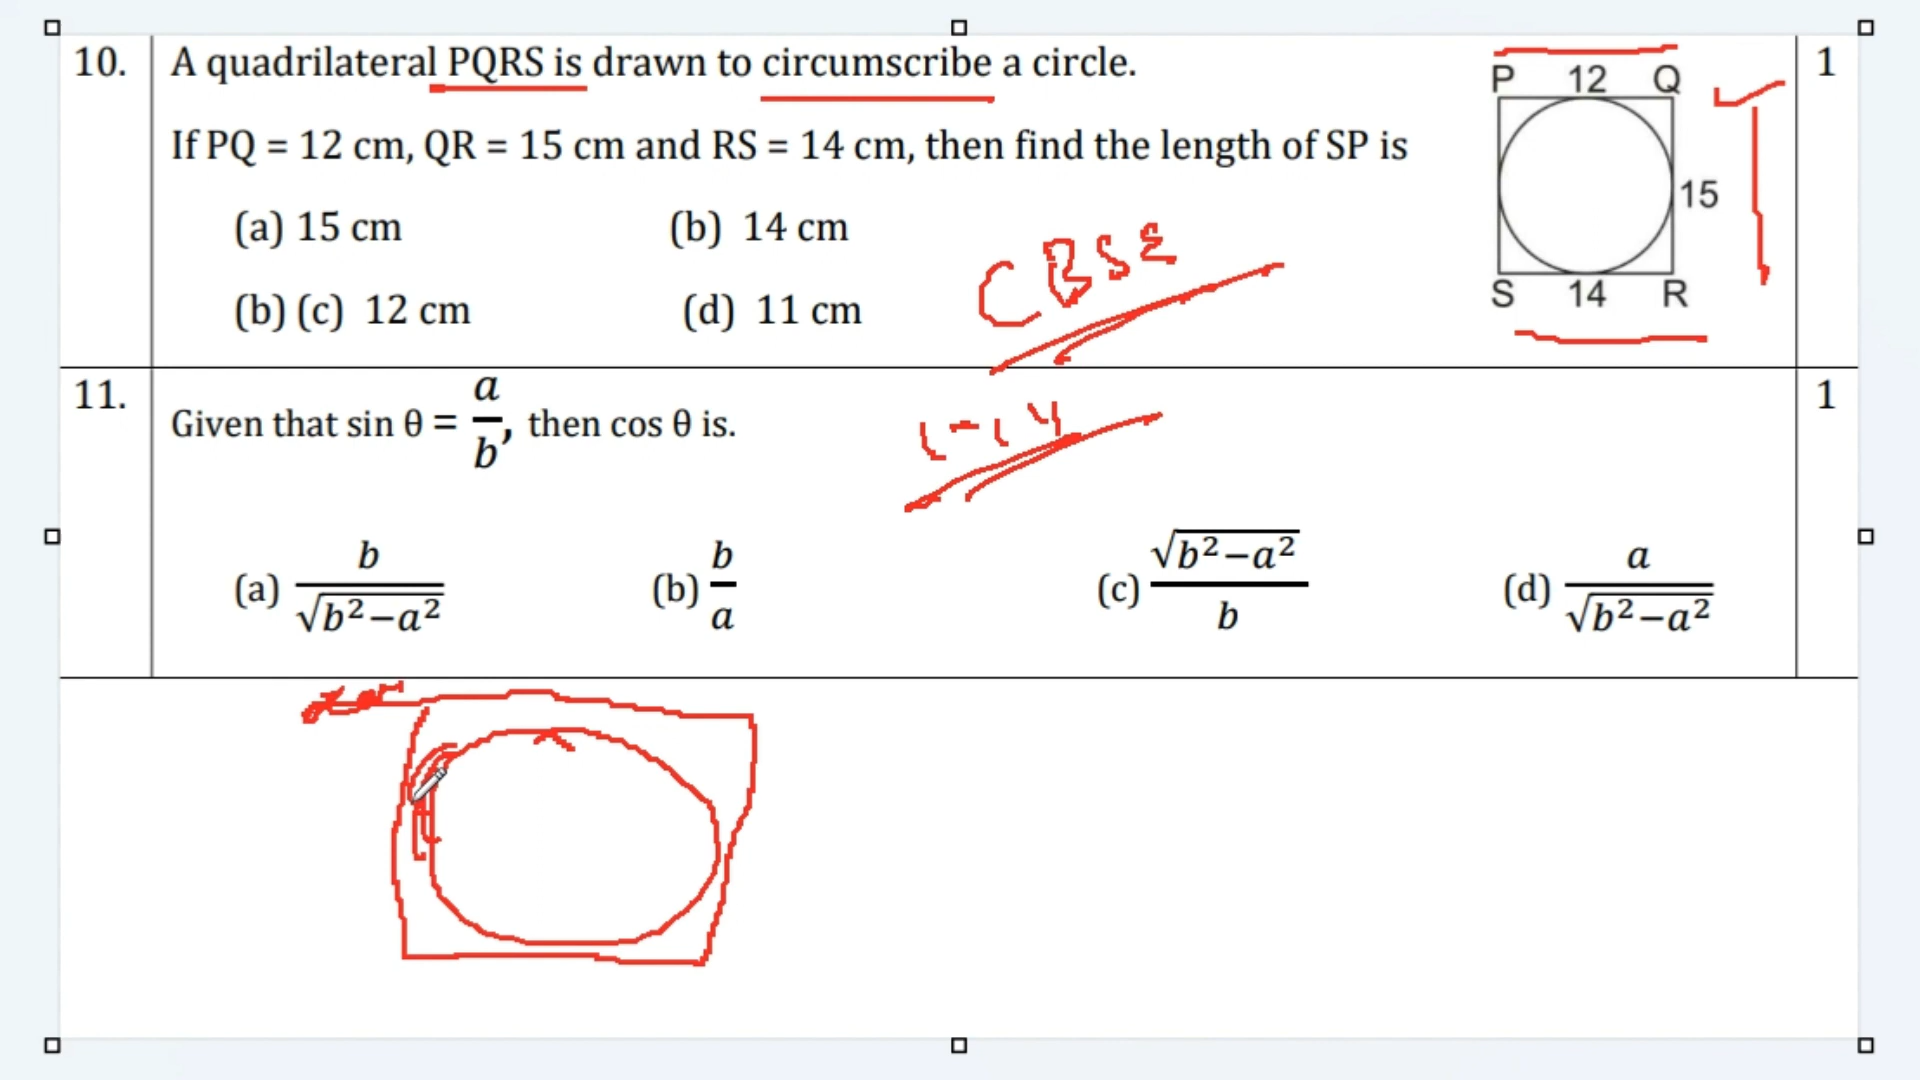 10. A quadrilateral PQRS is drawn to circumscribe a circle. 1
If PQ = 12 cm, QR = 15 cm and RS = 14 cm, then find the length of SP is
(a) 15 cm (b) 14 cm
(b) (c) 12 cm (d) 11 cm
P 12 Q
15
S 14 R
CBSE
11. Given that sin θ = a/b, then cos θ is. 1
(a) b/√b²−a² (b) b/a (c) √b²−a²/b (d) a/√b²−a²